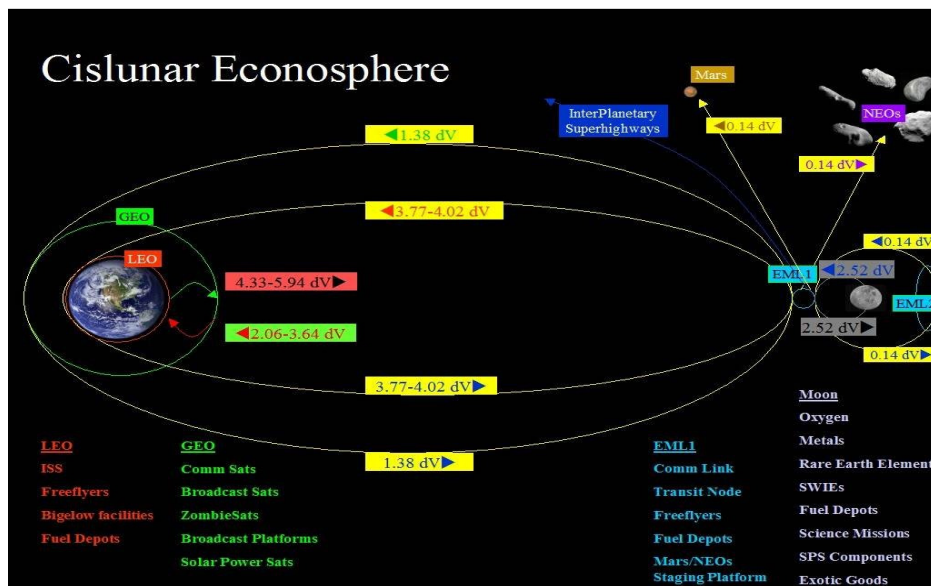 Cislunar Econosphere
Mars
InterPlanetary
Superhighways
NEOs
◄0.14 dV
◄1.38 dV
0.14 dV►
GEO
◄3.77-4.02 dV
◄0.14 dV
LEO
EML1
◄2.52 dV
4.33-5.94 dV►
EML2
2.52 dV►
◄2.06-3.64 dV
0.14 dV►
3.77-4.02 dV►
1.38 dV►
LEO
ISS
Freeflyers
Bigelow facilities
Fuel Depots
GEO
Comm Sats
Broadcast Sats
ZombieSats
Broadcast Platforms
Solar Power Sats
EML1
Comm Link
Transit Node
Freeflyers
Fuel Depots
Mars/NEOs
Staging Platform
Moon
Oxygen
Metals
Rare Earth Element
SWIEs
Fuel Depots
Science Missions
SPS Components
Exotic Goods